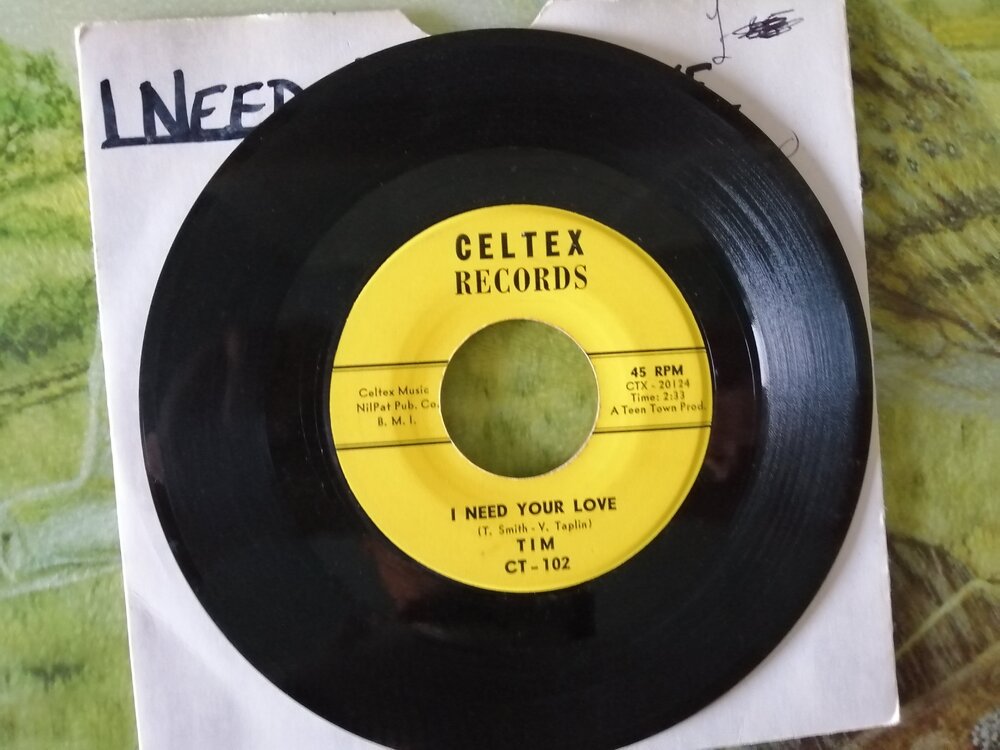 I NEED
CELTEX
RECORDS
Celtex Music
NilPat Pub. Co.
B. M. I.
45 RPM
CTX - 20124
Time: 2:33
A Teen Town Prod.
I NEED YOUR LOVE
(T. Smith - V. Taplin)
TIM
CT - 102